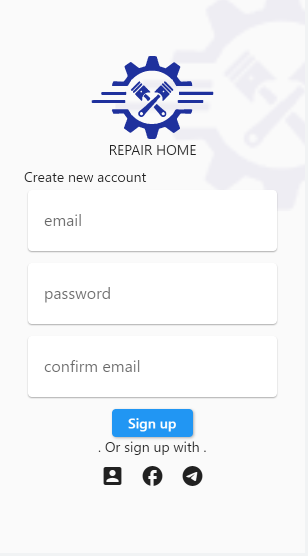 REPAIR HOME
Create new account
email
password
confirm email
Sign up
. Or sign up with .